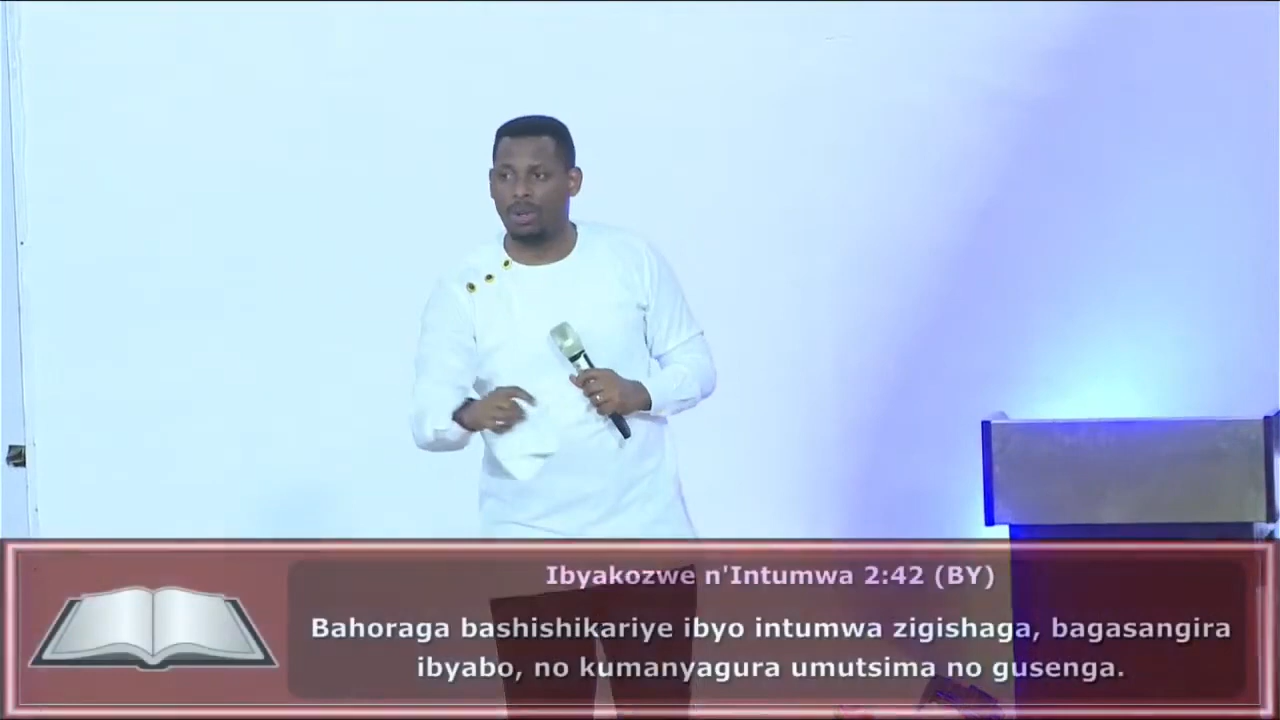 Ibyakozwe n'Intumwa 2:42 (BY)
Bahoraga bashishikariye ibyo intumwa zigishaga, bagasangira
ibyabo, no kumanyagura umutsima no gusenga.